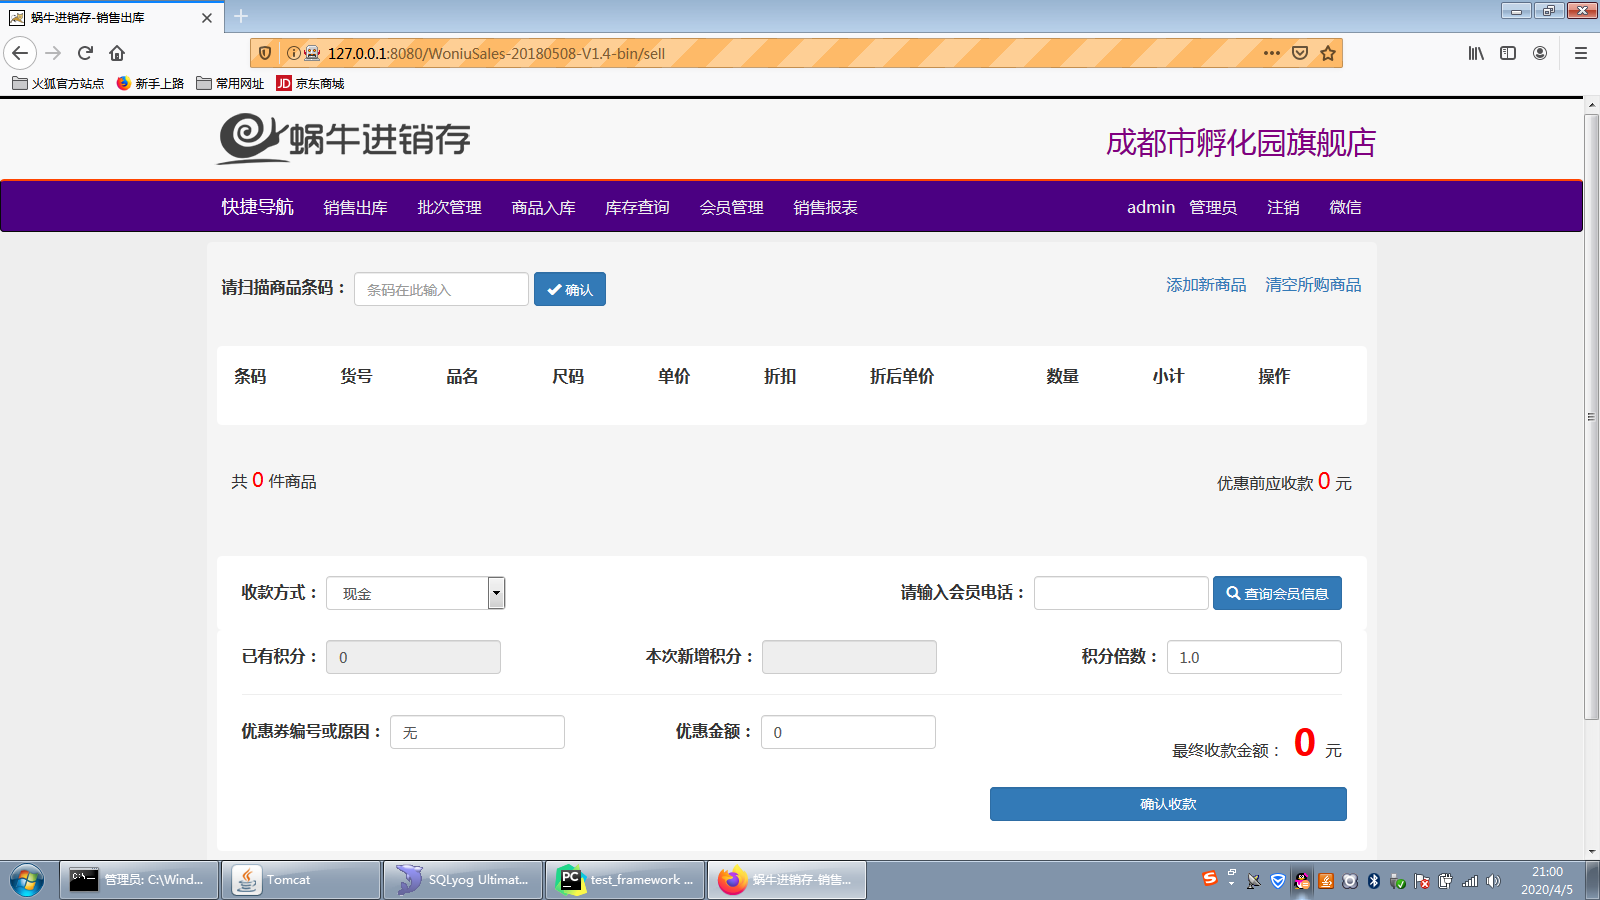 蜗牛进销存-销售出库
127.0.0.1:8080/WoniuSales-20180508-V1.4-bin/sell
火狐官方站点 新手上路 常用网址 JD 京东商城
蜗牛进销存
成都市孵化园旗舰店
快捷导航 销售出库 批次管理 商品入库 库存查询 会员管理 销售报表 admin 管理员 注销 微信
请扫描商品条码： 条码在此输入 确认 添加新商品 清空所购商品
条码 货号 品名 尺码 单价 折扣 折后单价 数量 小计 操作
共 0 件商品 优惠前应收款 0 元
收款方式： 现金 请输入会员电话： 查询会员信息
已有积分： 0 本次新增积分： 积分倍数： 1.0
优惠券编号或原因： 无 优惠金额： 0 最终收款金额： 0 元
确认收款
管理员: C:\Wind... Tomcat SQLyog Ultimat... PC test_framework ... 蜗牛进销存-销售... 21:00
2020/4/5